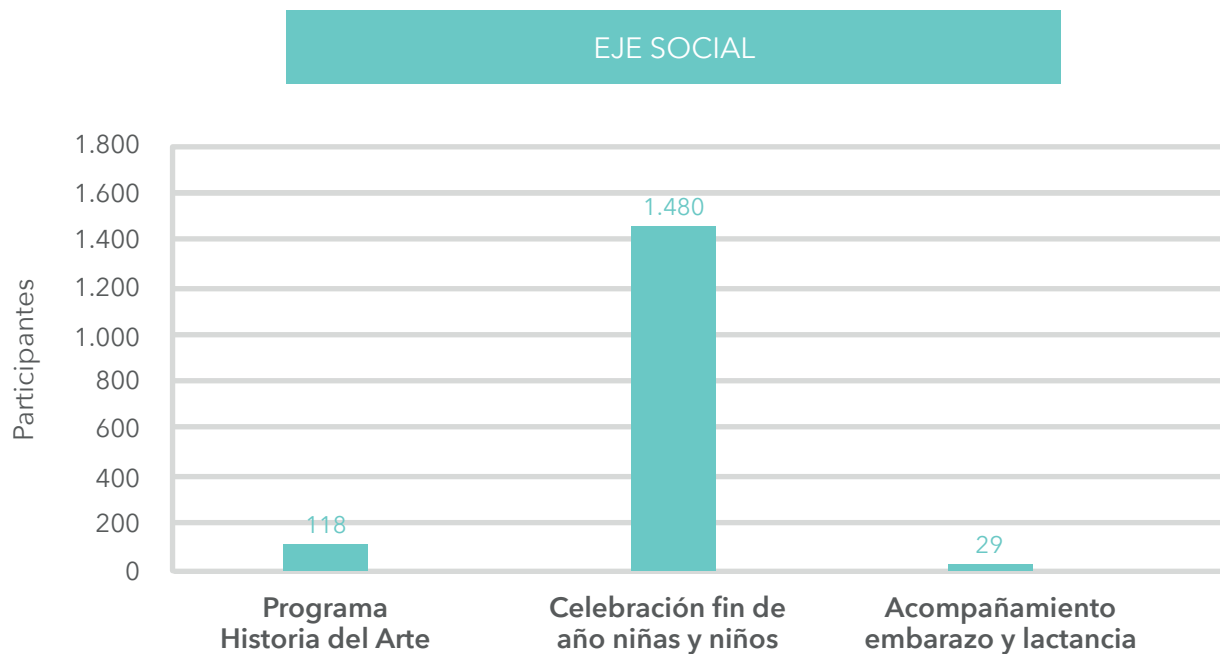 EJE SOCIAL
1.800
1.600
1.400
1.200
1.000
800
600
400
200
0
Participantes
118
1.480
29
Programa
Historia del Arte
Celebración fin de
año niñas y niños
Acompañamiento
embarazo y lactancia